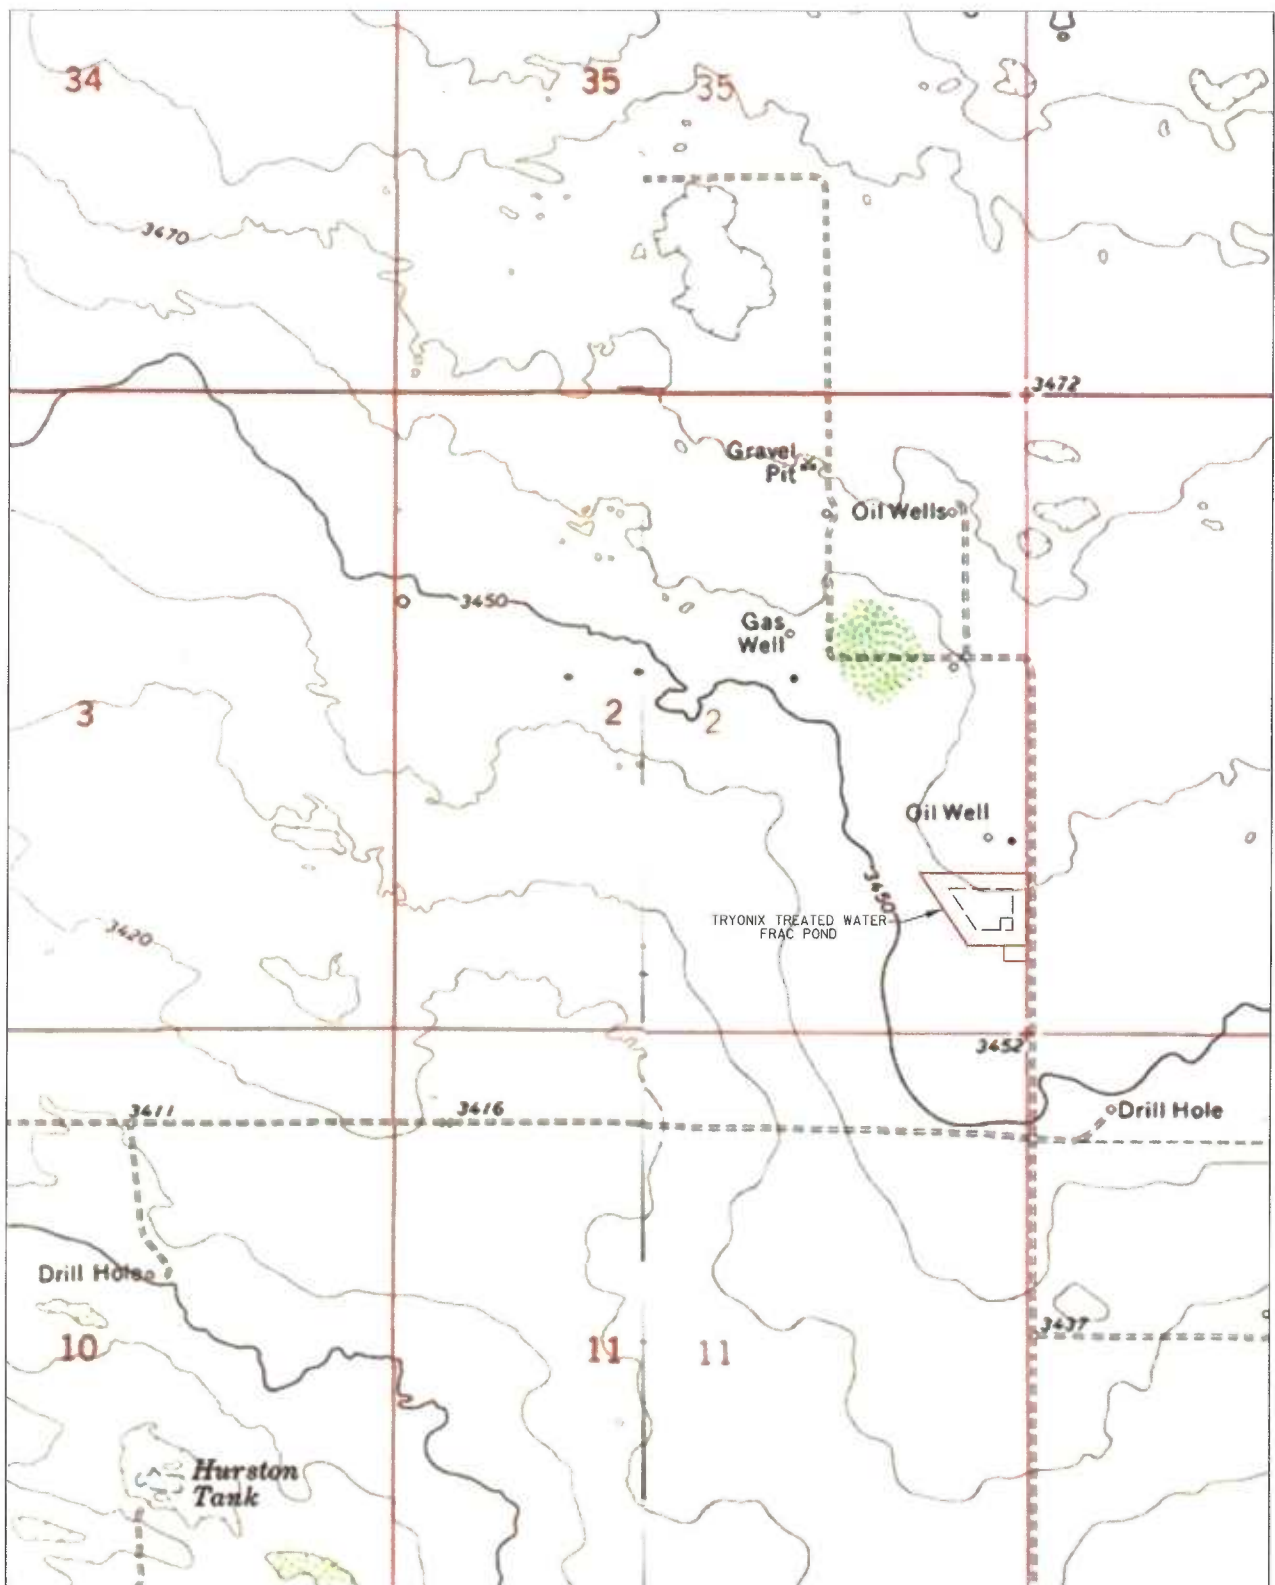 34
35
35
3470
3472
Gravel
Pit
Oil Wells
3450
Gas
Well
3
2
2
Oil Well
3450
TRYONIX TREATED WATER
FRAC POND
3420
3452
3411
3416
Drill Hole
Drill Hole
3437
10
11
11
Hurston
Tank